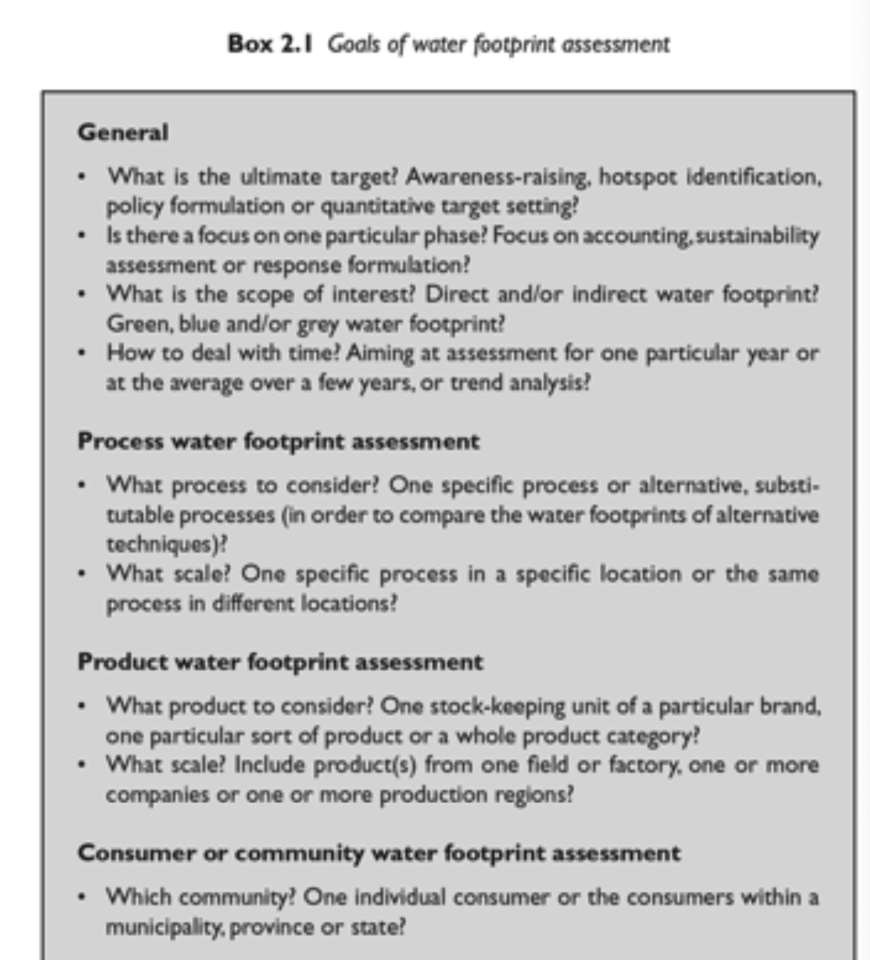 Box 2.1 Goals of water footprint assessment
General
• What is the ultimate target? Awareness-raising, hotspot identification,
policy formulation or quantitative target setting?
• Is there a focus on one particular phase? Focus on accounting, sustainability
assessment or response formulation?
• What is the scope of interest? Direct and/or indirect water footprint?
Green, blue and/or grey water footprint?
• How to deal with time? Aiming at assessment for one particular year or
at the average over a few years, or trend analysis?
Process water footprint assessment
• What process to consider? One specific process or alternative, substi-
tutable processes (in order to compare the water footprints of alternative
techniques)?
• What scale? One specific process in a specific location or the same
process in different locations?
Product water footprint assessment
• What product to consider? One stock-keeping unit of a particular brand,
one particular sort of product or a whole product category?
• What scale? Include product(s) from one field or factory, one or more
companies or one or more production regions?
Consumer or community water footprint assessment
• Which community? One individual consumer or the consumers within a
municipality, province or state?